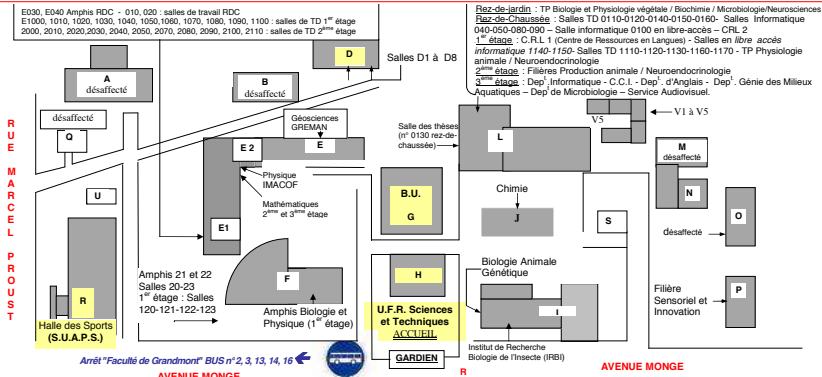 E030, E040 Amphis RDC - 010, 020 : salles de travail RDC
E1000, 1010, 1020, 1030, 1040, 1050,1060, 1070, 1080, 1090, 1100 : salles de TD 1er étage
2000, 2010, 2020,2030, 2040, 2050, 2070, 2080, 2090, 2100, 2110 : salles de TD 2ème étage
Rez-de-jardin : TP Biologie et Physiologie végétale / Biochimie / Microbiologie/Neurosciences
Rez-de-Chaussée : Salles TD 0110-0120-0140-0150-0160- Salles Informatique
040-050-080-090 – Salle informatique 0100 en libre-accès – CRL 2
1er étage : C.R.L 1 (Centre de Ressources en Langues) - Salles en libre accès
informatique 1140-1150- Salles TD 1110-1120-1130-1160-1170 - TP Physiologie
animale / Neuroendocrinologie
2ème étage : Filières Production animale / Neuroendocrinologie
3ème étage : Dept.Informatique - C.C.I. - Dept. d'Anglais - Dept. Génie des Milieux
Aquatiques – Dept de Microbiologie – Service Audiovisuel.
D
Salles D1 à D8
A
désaffecté
B
désaffecté
désaffecté
Q
Géosciences
GREMAN
E 2
E
Physique
IMACOF
Mathématiques
2ème et 3ème étage
E1
U
Salle des thèses
(n° 0130 rez-de-
chaussée)
L
V5
V1 à V5
M
désaffecté
N
O
désaffecté
B.U.
G
Chimie
J
S
RUE MARCEL PROUST
R
Halle des Sports
(S.U.A.P.S.)
Amphis 21 et 22
Salles 20-23
1er étage : Salles
120-121-122-123
F
Amphis Biologie et
Physique (1er étage)
H
U.F.R. Sciences
et Techniques
ACCUEIL
GARDIEN
Biologie Animale
Génétique
I
Institut de Recherche
Biologie de l'Insecte (IRBI)
Filière
Sensoriel et
Innovation
P
Arrêt "Faculté de Grandmont" BUS n° 2, 3, 13, 14, 16
AVENUE MONGE
R
AVENUE MONGE